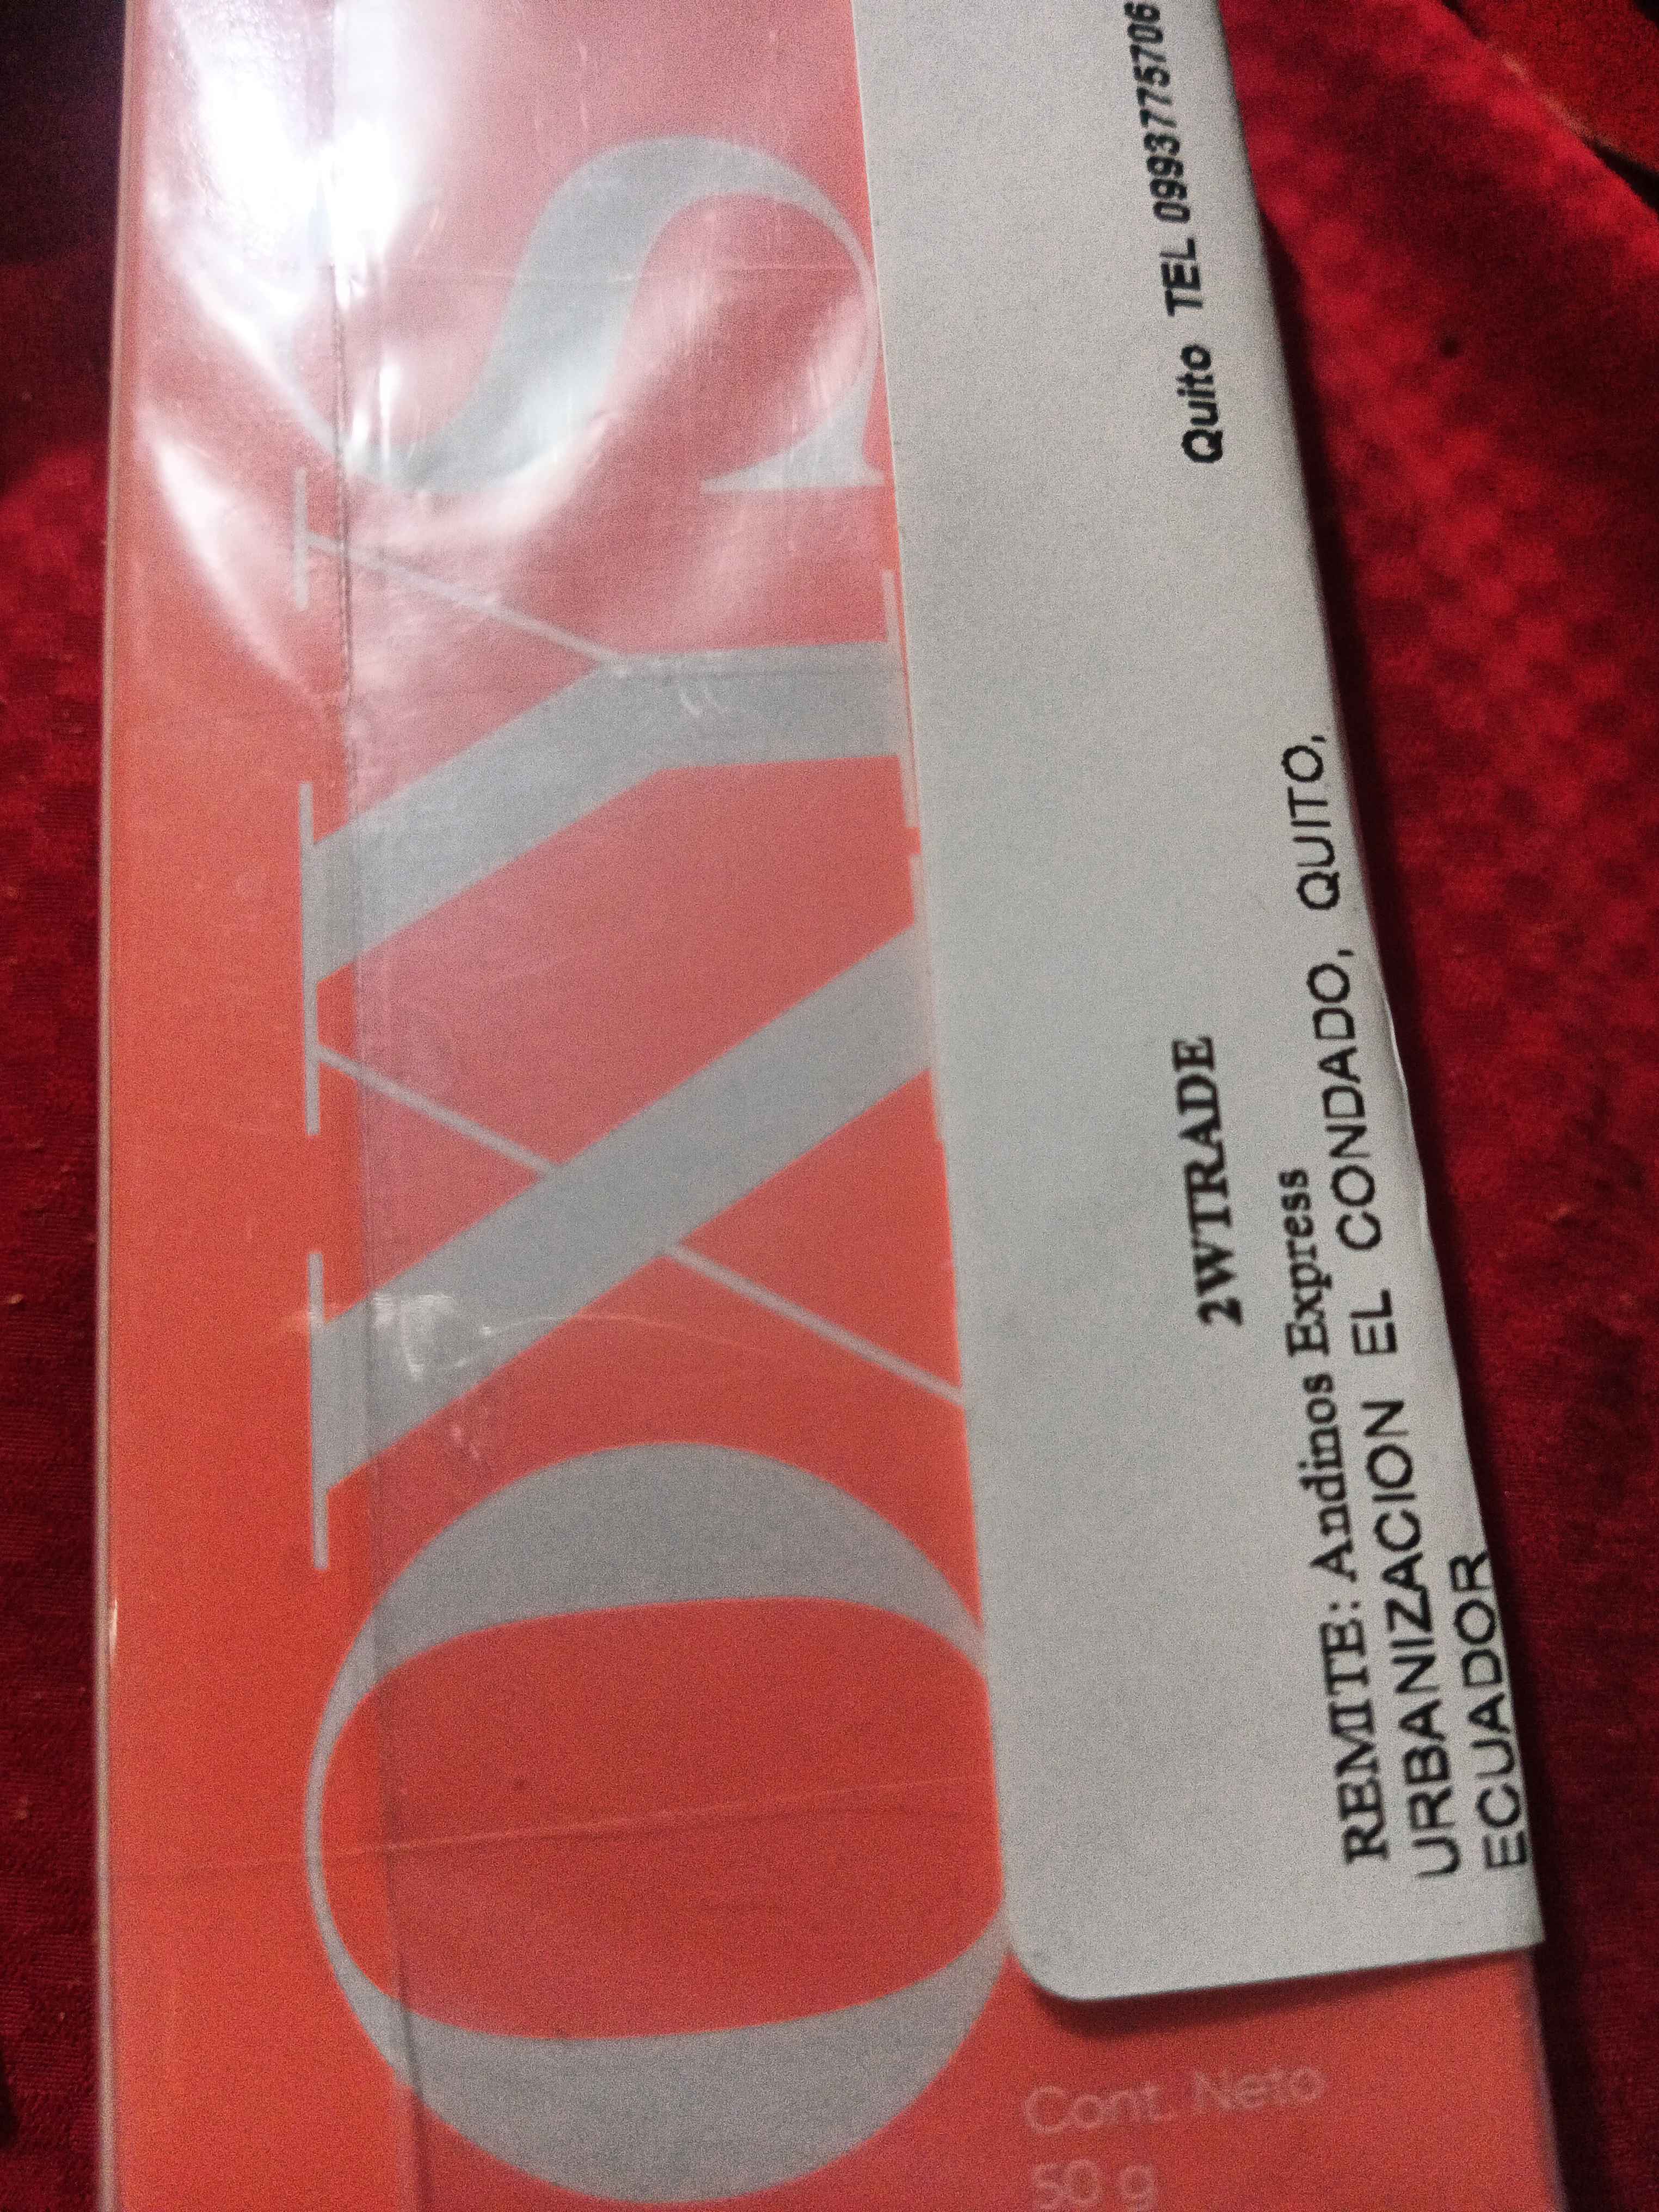 OXYS
Cont. Neto
50 g
Quito TEL 0993775706
2WTRADE
REMITE: Andinos Express
URBANIZACION EL CONDADO, QUITO,
ECUADOR